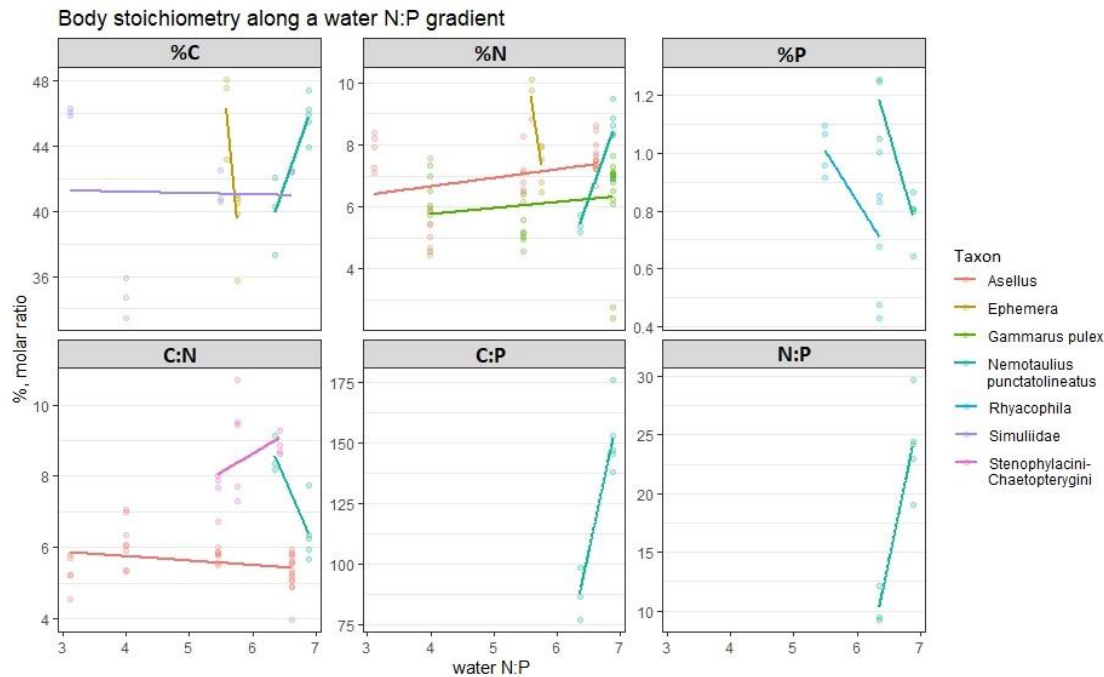 Body stoichiometry along a water N:P gradient
%C
%N
%P
48
44
40
36
10
8
6
4
1.2
1.0
0.8
0.6
0.4
%, molar ratio
C:N
C:P
N:P
10
8
6
4
175
150
125
100
75
30
25
20
15
10
3 4 5 6 7
3 4 5 6 7
3 4 5 6 7
water N:P
Taxon
Asellus
Ephemera
Gammarus pulex
Nemotaulius
punctatolineatus
Rhyacophila
Simuliidae
Stenophylacini-
Chaetopterygini